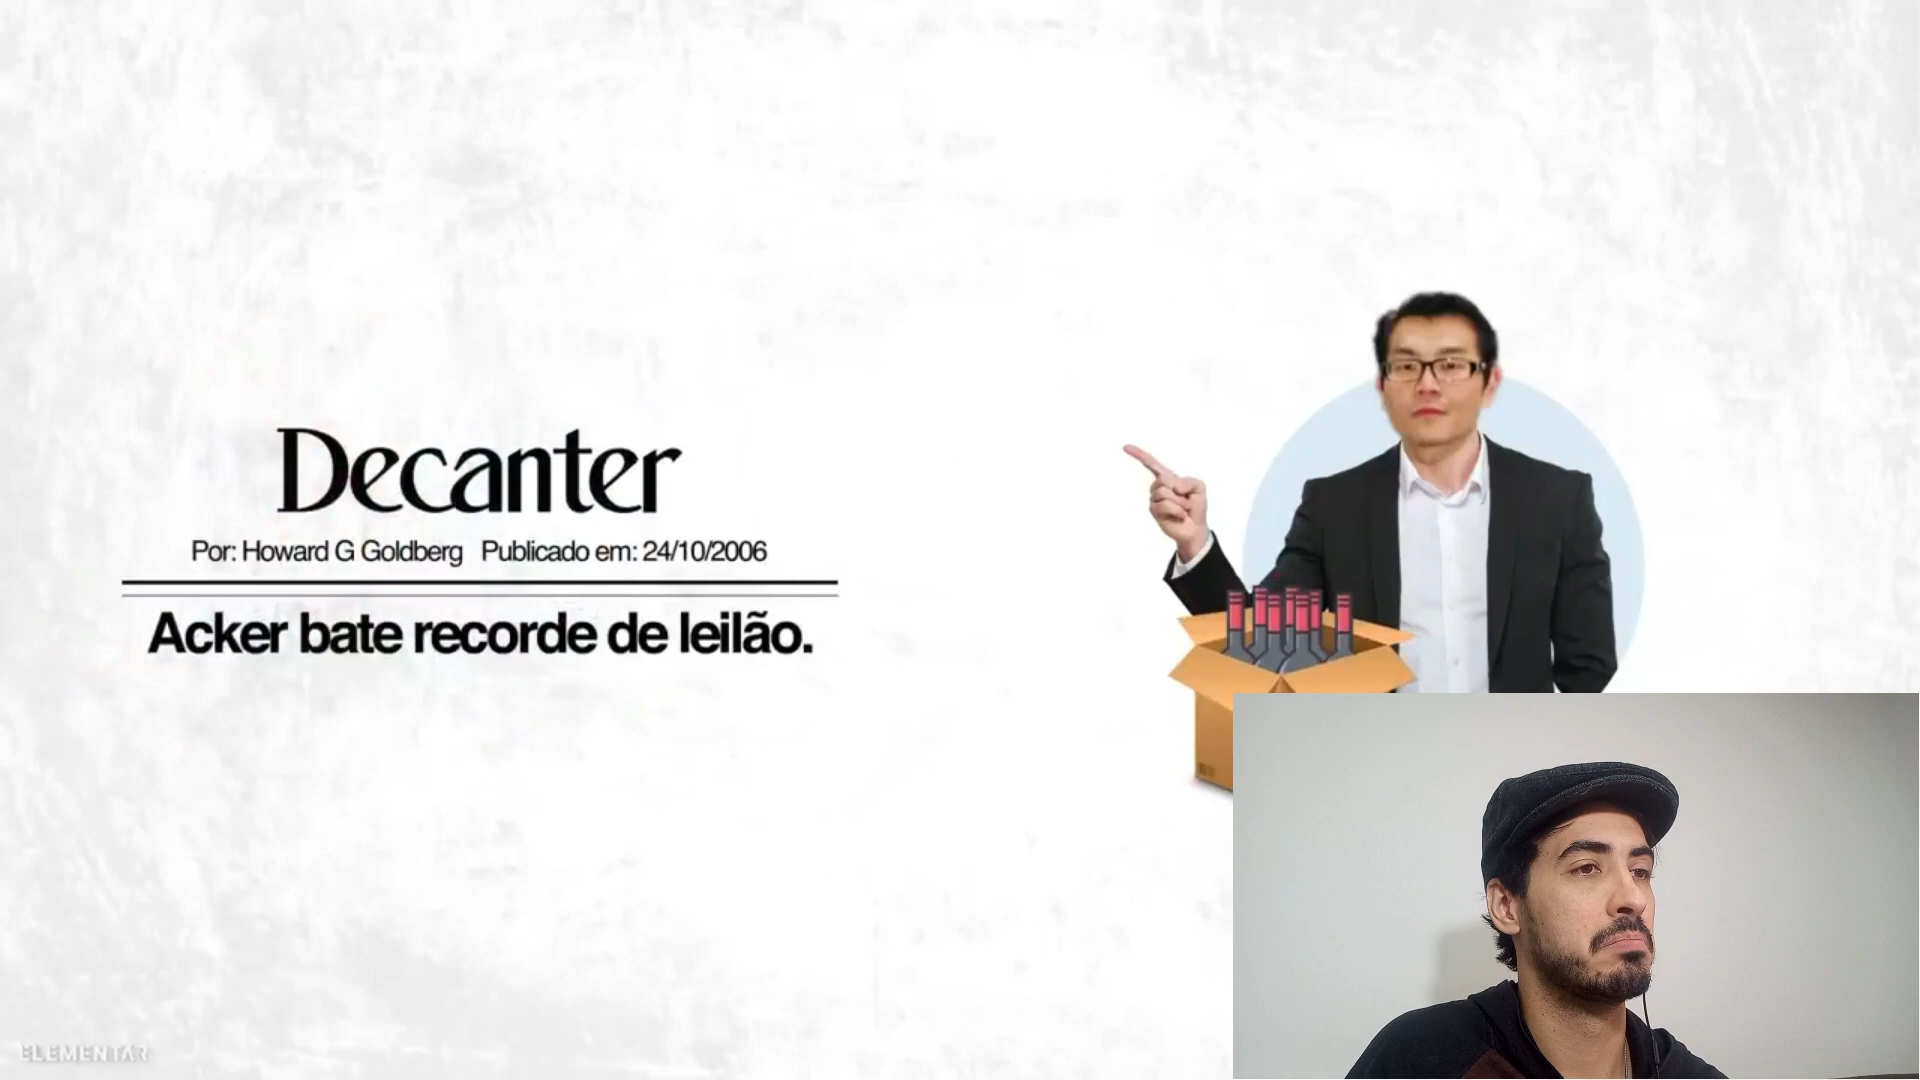 Decanter
Por: Howard G Goldberg Publicado em: 24/10/2006
Acker bate recorde de leilão.
ELEMENTAR